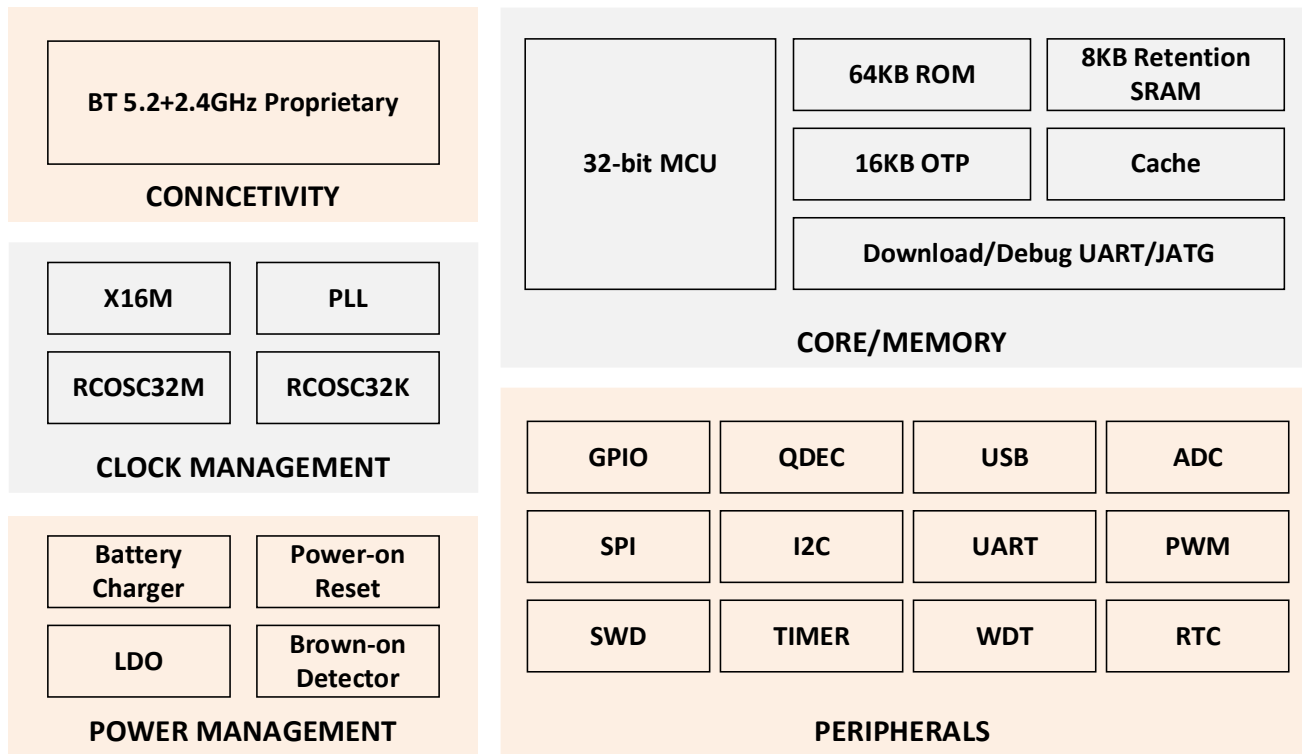 BT 5.2+2.4GHz Proprietary
CONNCETIVITY
X16M
PLL
RCOSC32M
RCOSC32K
CLOCK MANAGEMENT
Battery
Charger
Power-on
Reset
LDO
Brown-on
Detector
POWER MANAGEMENT
32-bit MCU
64KB ROM
8KB Retention
SRAM
16KB OTP
Cache
Download/Debug UART/JATG
CORE/MEMORY
GPIO
QDEC
USB
ADC
SPI
I2C
UART
PWM
SWD
TIMER
WDT
RTC
PERIPHERALS